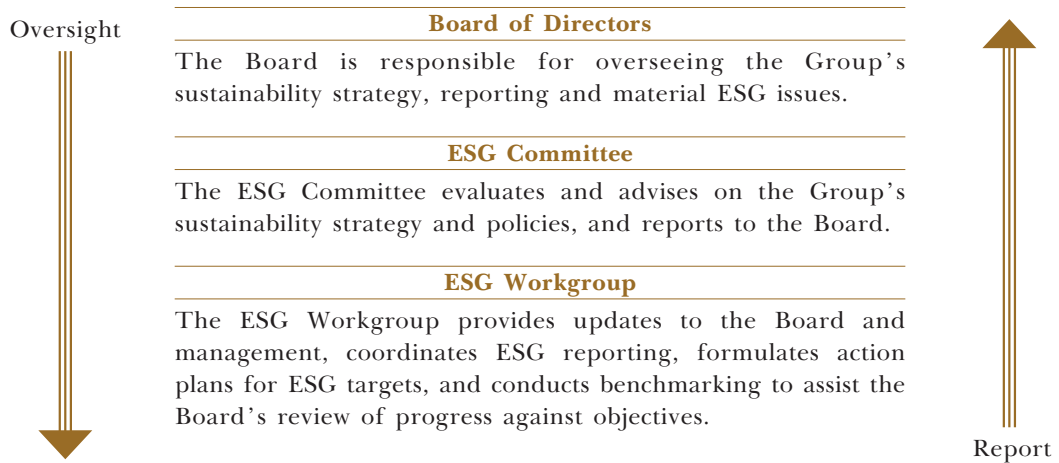 Oversight
Board of Directors
The Board is responsible for overseeing the Group's
sustainability strategy, reporting and material ESG issues.
ESG Committee
The ESG Committee evaluates and advises on the Group's
sustainability strategy and policies, and reports to the Board.
ESG Workgroup
The ESG Workgroup provides updates to the Board and
management, coordinates ESG reporting, formulates action
plans for ESG targets, and conducts benchmarking to assist the
Board's review of progress against objectives.
Report